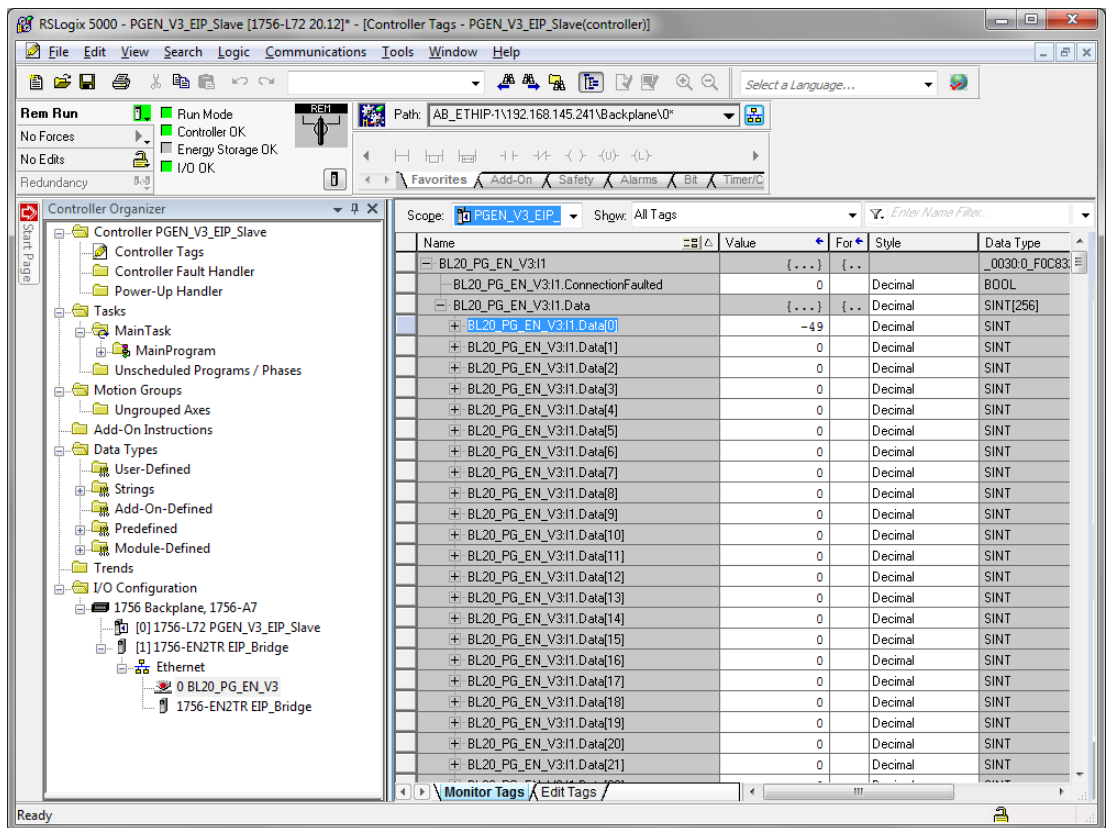 RSLogix 5000 - PGEN_V3_EIP_Slave [1756-L72 20.12]* - [Controller Tags - PGEN_V3_EIP_Slave(controller)]
File Edit View Search Logic Communications Tools Window Help
Select a Language...
Rem Run
Run Mode
REM
Path: AB_ETHIP-1\192.168.145.241\Backplane\0*
No Forces
Controller OK
No Edits
Energy Storage OK
Redundancy
I/O OK
Favorites Add-On Safety Alarms Bit Timer/C
Start Page
Controller Organizer
Controller PGEN_V3_EIP_Slave
Controller Tags
Controller Fault Handler
Power-Up Handler
Tasks
MainTask
MainProgram
Unscheduled Programs / Phases
Motion Groups
Ungrouped Axes
Add-On Instructions
Data Types
User-Defined
Strings
Add-On-Defined
Predefined
Module-Defined
Trends
I/O Configuration
1756 Backplane, 1756-A7
[0] 1756-L72 PGEN_V3_EIP_Slave
[1] 1756-EN2TR EIP_Bridge
Ethernet
0 BL20_PG_EN_V3
1756-EN2TR EIP_Bridge
Scope: PGEN_V3_EIP_ Show: All Tags Enter Name Filter...
Name Value For Style Data Type
BL20_PG_EN_V3:I1 {...} {.. _0030:0_F0C83
BL20_PG_EN_V3:I1.ConnectionFaulted 0 Decimal BOOL
BL20_PG_EN_V3:I1.Data {...} {.. Decimal SINT[256]
BL20_PG_EN_V3:I1.Data[0] -49 Decimal SINT
BL20_PG_EN_V3:I1.Data[1] 0 Decimal SINT
BL20_PG_EN_V3:I1.Data[2] 0 Decimal SINT
BL20_PG_EN_V3:I1.Data[3] 0 Decimal SINT
BL20_PG_EN_V3:I1.Data[4] 0 Decimal SINT
BL20_PG_EN_V3:I1.Data[5] 0 Decimal SINT
BL20_PG_EN_V3:I1.Data[6] 0 Decimal SINT
BL20_PG_EN_V3:I1.Data[7] 0 Decimal SINT
BL20_PG_EN_V3:I1.Data[8] 0 Decimal SINT
BL20_PG_EN_V3:I1.Data[9] 0 Decimal SINT
BL20_PG_EN_V3:I1.Data[10] 0 Decimal SINT
BL20_PG_EN_V3:I1.Data[11] 0 Decimal SINT
BL20_PG_EN_V3:I1.Data[12] 0 Decimal SINT
BL20_PG_EN_V3:I1.Data[13] 0 Decimal SINT
BL20_PG_EN_V3:I1.Data[14] 0 Decimal SINT
BL20_PG_EN_V3:I1.Data[15] 0 Decimal SINT
BL20_PG_EN_V3:I1.Data[16] 0 Decimal SINT
BL20_PG_EN_V3:I1.Data[17] 0 Decimal SINT
BL20_PG_EN_V3:I1.Data[18] 0 Decimal SINT
BL20_PG_EN_V3:I1.Data[19] 0 Decimal SINT
BL20_PG_EN_V3:I1.Data[20] 0 Decimal SINT
BL20_PG_EN_V3:I1.Data[21] 0 Decimal SINT
Monitor Tags Edit Tags
Ready